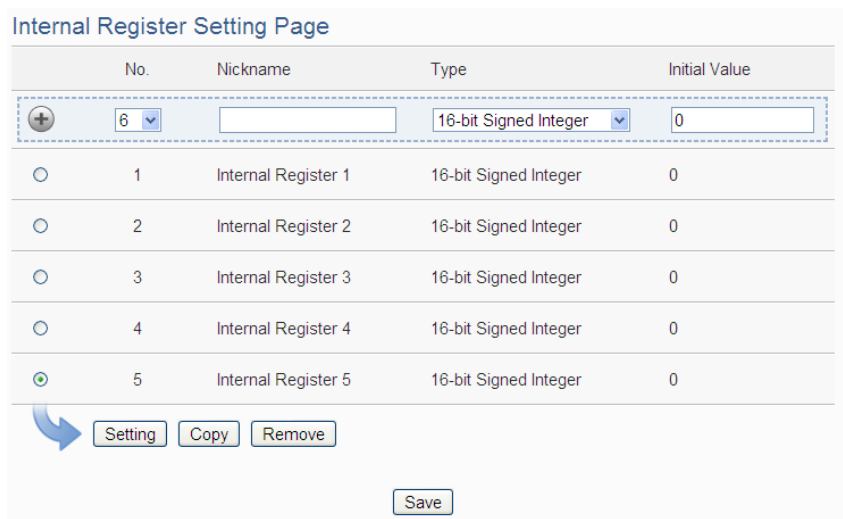 Internal Register Setting Page
No. Nickname Type Initial Value
6 16-bit Signed Integer 0
1 Internal Register 1 16-bit Signed Integer 0
2 Internal Register 2 16-bit Signed Integer 0
3 Internal Register 3 16-bit Signed Integer 0
4 Internal Register 4 16-bit Signed Integer 0
5 Internal Register 5 16-bit Signed Integer 0
Setting Copy Remove
Save